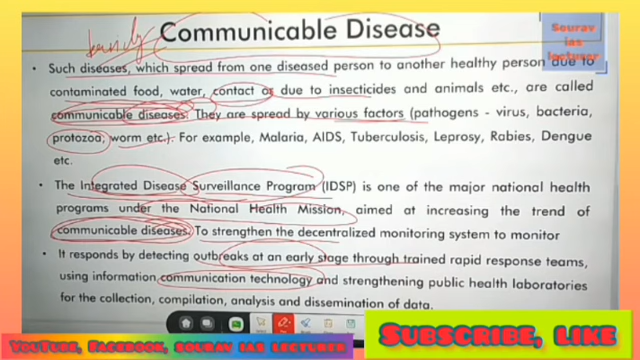 Communicable Disease
Sourav
ias
lecturer
• Such diseases, which spread from one diseased person to another healthy person due to
contaminated food, water, contact or due to insecticides and animals etc., are called
communicable diseases. They are spread by various factors (pathogens - virus, bacteria,
protozoa, worm etc.). For example, Malaria, AIDS, Tuberculosis, Leprosy, Rabies, Dengue
etc.
• The Integrated Disease Surveillance Program (IDSP) is one of the major national health
programs under the National Health Mission, aimed at increasing the trend of
communicable diseases. To strengthen the decentralized monitoring system to monitor
• It responds by detecting outbreaks at an early stage through trained rapid response teams,
using information communication technology and strengthening public health laboratories
for the collection, compilation, analysis and dissemination of data.
YouTube, Facebook, sourav ias lecturer
Subscribe, like